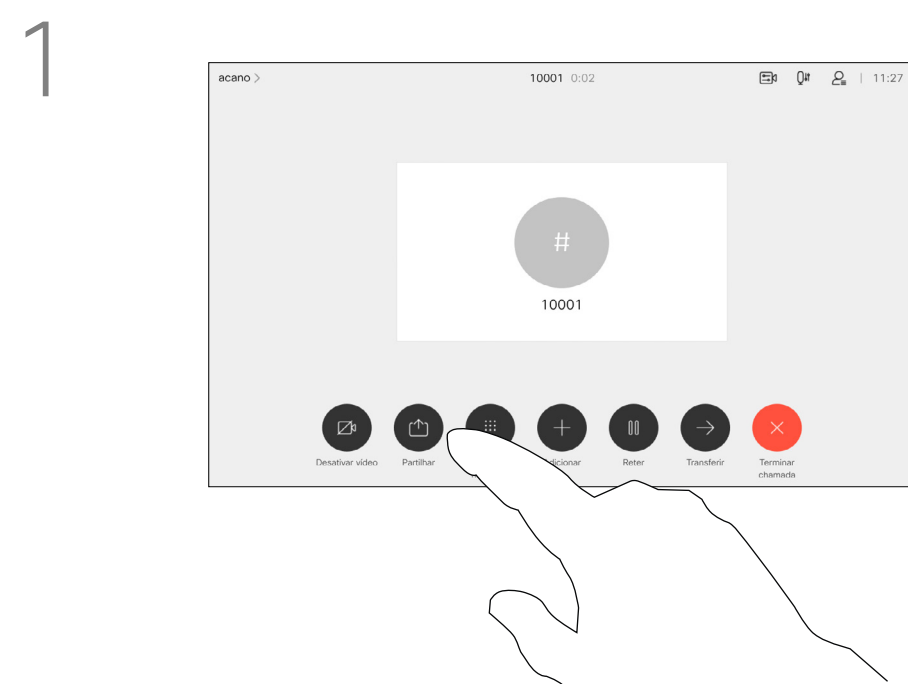 1
acano >
10001 0:02
11:27
#
10001
Desativar vídeo
Partilhar
Reter
Transferir
Terminar
chamada